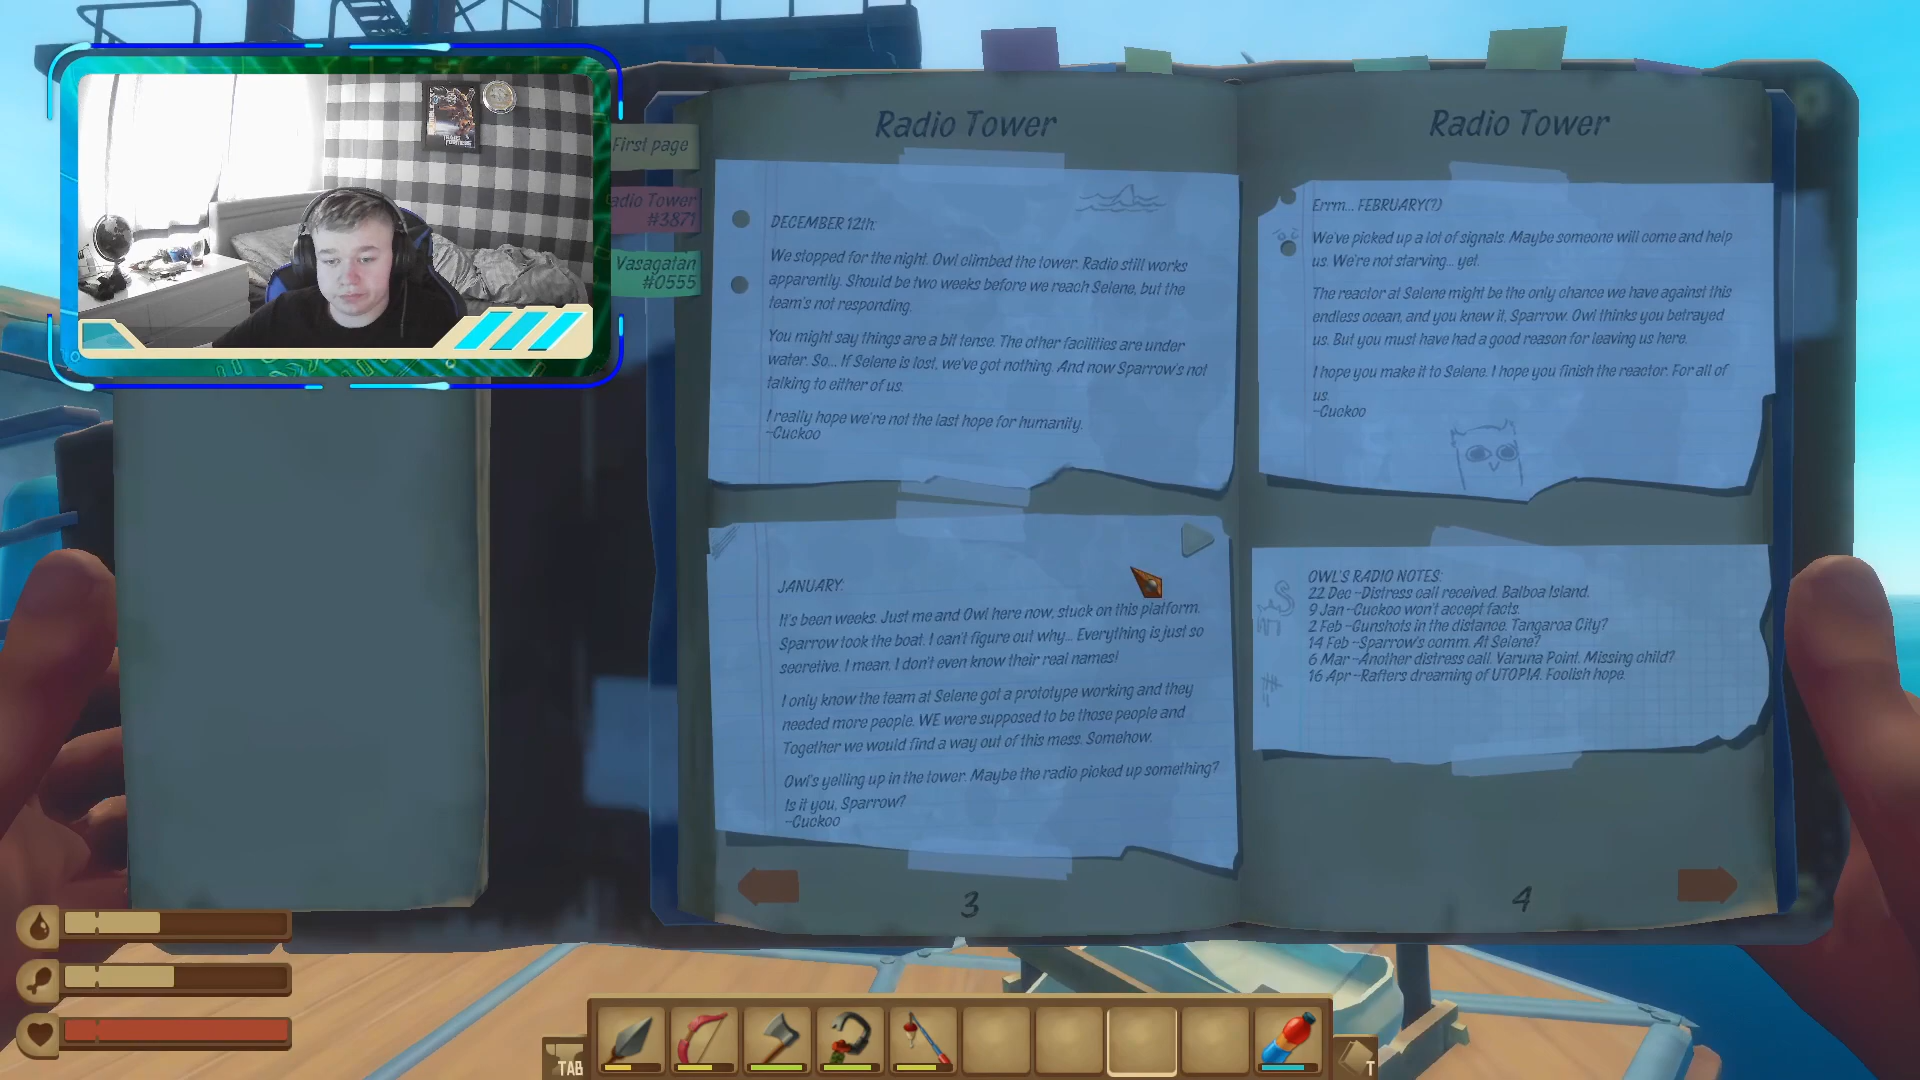 First page
adio Tower
#3871
Vasagatan
#0555
Radio Tower
DECEMBER 12th:
We stopped for the night. Owl climbed the tower. Radio still works
apparently. Should be two weeks before we reach Selene, but the
team's not responding.
You might say things are a bit tense. The other facilities are under
water. So... If Selene is lost, we've got nothing. And now Sparrow's not
talking to either of us.
I really hope we're not the last hope for humanity.
-Cuckoo
JANUARY:
It's been weeks. Just me and Owl here now, stuck on this platform.
Sparrow took the boat. I can't figure out why... Everything is just so
secretive. I mean. I don't even know their real names!
I only know the team at Selene got a prototype working and they
needed more people. WE were supposed to be those people and
Together we would find a way out of this mess. Somehow.
Owl's yelling up in the tower. Maybe the radio picked up something?
Is it you, Sparrow?
-Cuckoo
3
Radio Tower
Errm... FEBRUARY(?)
We've picked up a lot of signals. Maybe someone will come and help
us. We're not starving... yet.
The reactor at Selene might be the only chance we have against this
endless ocean, and you knew it, Sparrow. Owl thinks you betrayed
us. But you must have had a good reason for leaving us here.
I hope you make it to Selene. I hope you finish the reactor. For all of
us.
-Cuckoo
OWL'S RADIO NOTES:
22 Dec -Distress call received. Balboa Island.
9 Jan -Cuckoo won't accept facts.
2 Feb -Gunshots in the distance. Tangaroa City?
14 Feb -Sparrow's comm. At Selene?
6 Mar -Another distress call. Varuna Point. Missing child?
16 Apr -Rafters dreaming of UTOPIA. Foolish hope.
4
TAB
T